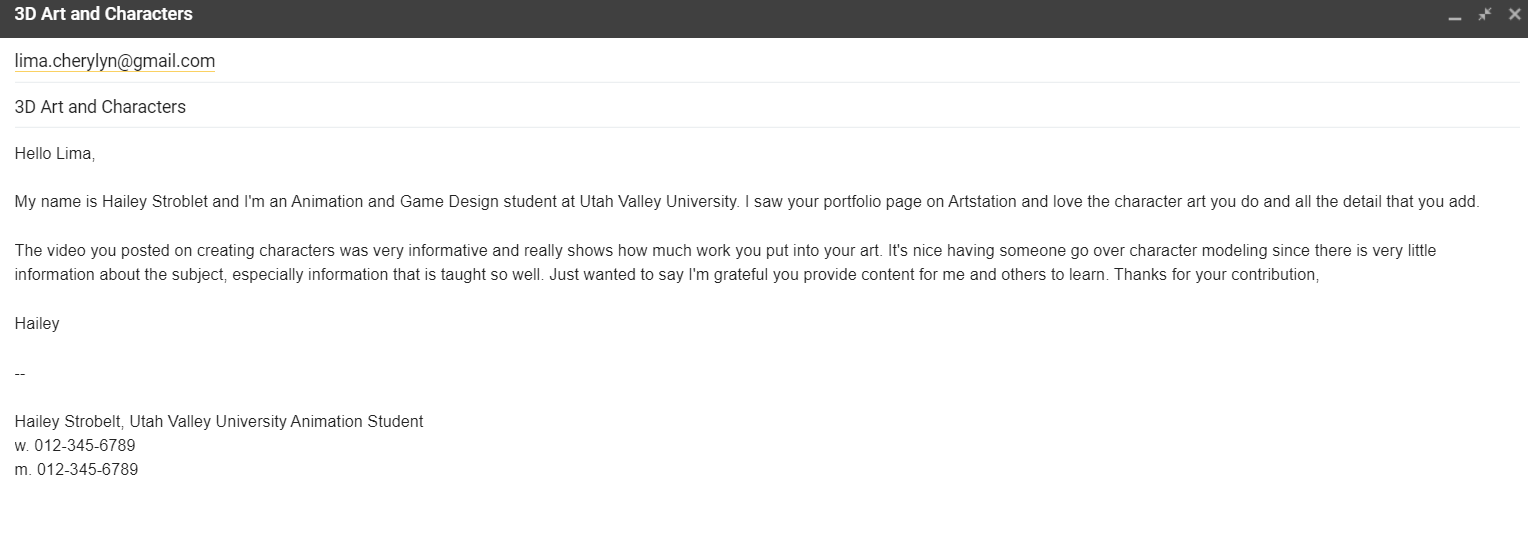 3D Art and Characters
lima.cherylyn@gmail.com
3D Art and Characters
Hello Lima,
My name is Hailey Stroblet and I'm an Animation and Game Design student at Utah Valley University. I saw your portfolio page on Artstation and love the character art you do and all the detail that you add.
The video you posted on creating characters was very informative and really shows how much work you put into your art. It's nice having someone go over character modeling since there is very little
information about the subject, especially information that is taught so well. Just wanted to say I'm grateful you provide content for me and others to learn. Thanks for your contribution,
Hailey
--
Hailey Strobelt, Utah Valley University Animation Student
w. 012-345-6789
m. 012-345-6789